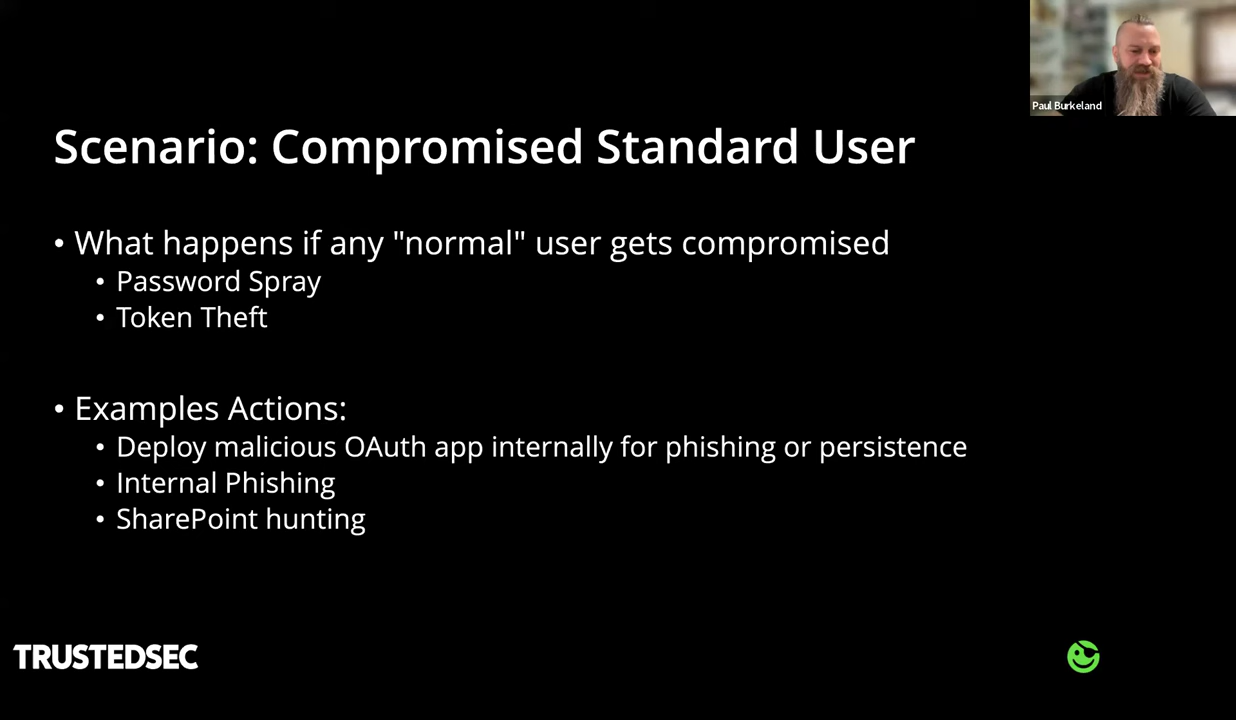 Paul Burkeland
Scenario: Compromised Standard User
• What happens if any "normal" user gets compromised
• Password Spray
• Token Theft
• Examples Actions:
• Deploy malicious OAuth app internally for phishing or persistence
• Internal Phishing
• SharePoint hunting
TRUSTEDSEC